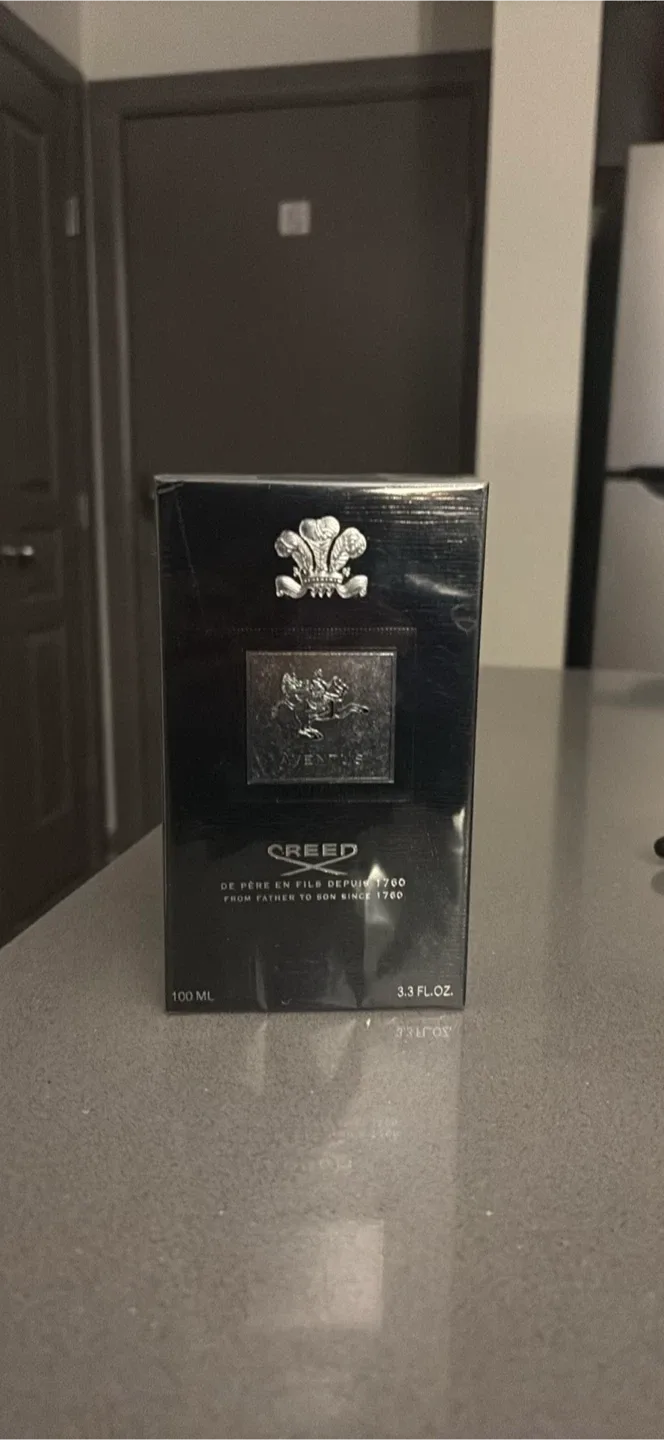 AVENTUS
CREED
DE PÈRE EN FILS DEPUIS 1760
FROM FATHER TO SON SINCE 1760
100 ML
3.3 FL.OZ.